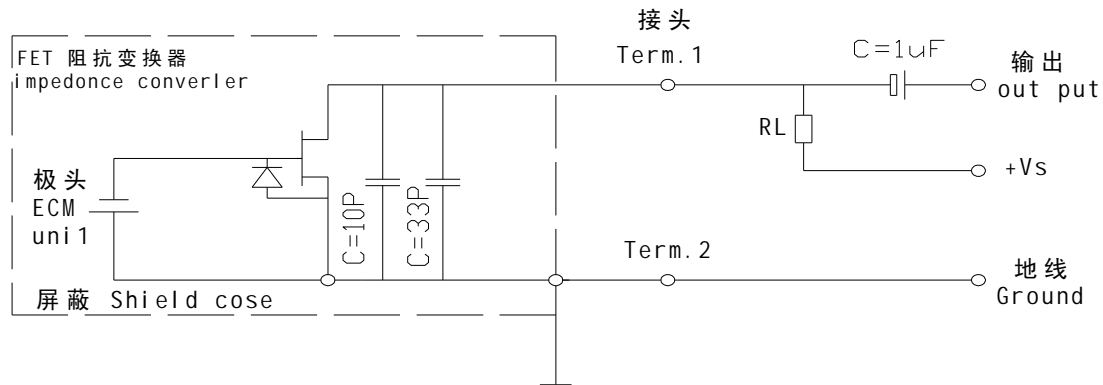 接头
Term.1
FET 阻抗变换器
impedonce converler
C=1uF
输出
out put
RL
+Vs
极头
ECM
uni1
C=10P
C=33P
Term.2
地线
Ground
屏蔽 Shield cose